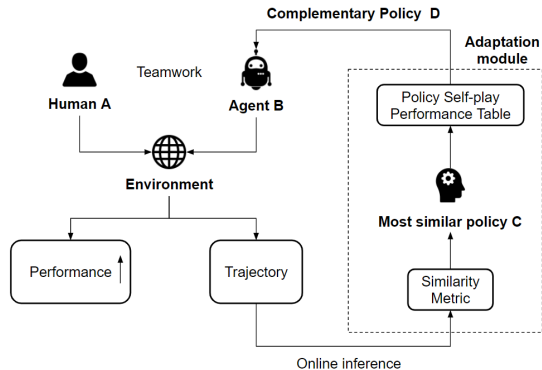 Complementary Policy D
Adaptation
module
Teamwork
Human A
Agent B
Policy Self-play
Performance Table
Environment
Most similar policy C
Performance
Trajectory
Similarity
Metric
Online inference